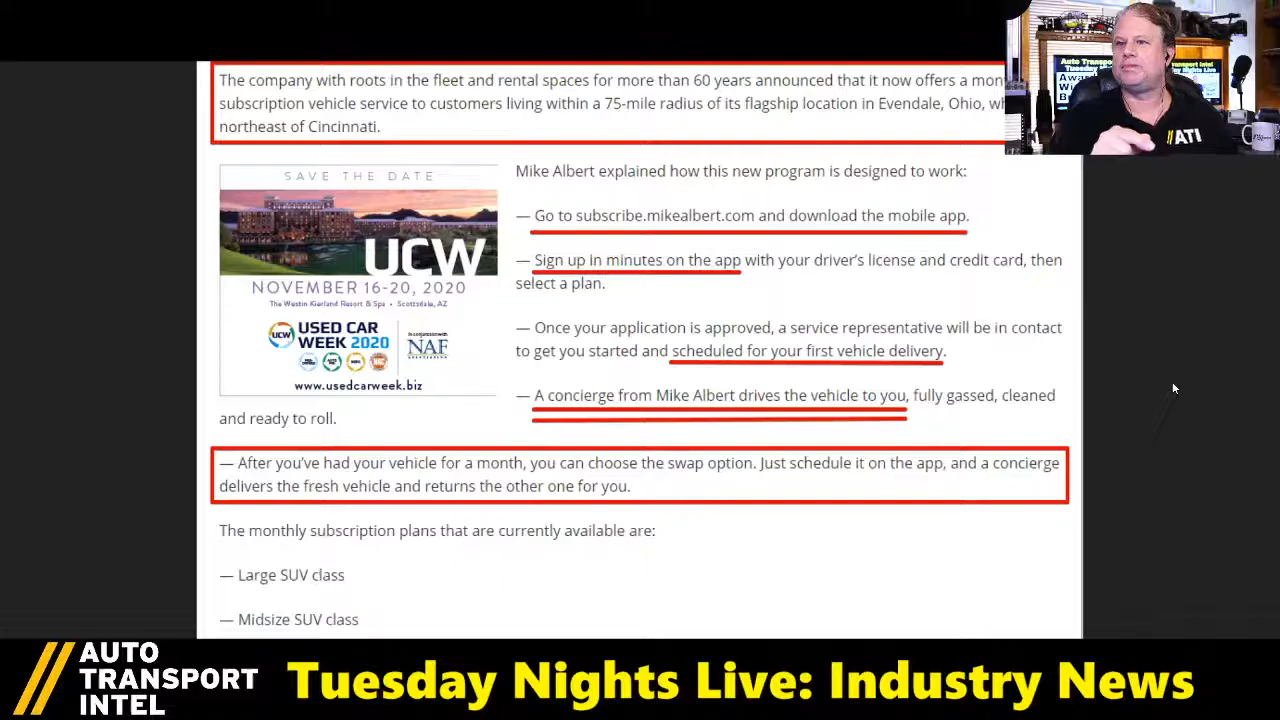 The company with roots in the fleet and rental spaces for more than 60 years announced that it now offers a
subscription vehicle service to customers living within a 75-mile radius of its flagship location in Evendale, Ohio,
northeast of Cincinnati.
SAVE THE DATE
UCW
NOVEMBER 16-20, 2020
The Westin Kierland Resort & Spa • Scottsdale, AZ
UCW
USED CAR
WEEK 2020
In conjunction with
NAF
www.usedcarweek.biz
Mike Albert explained how this new program is designed to work:
— Go to subscribe.mikealbert.com and download the mobile app.
— Sign up in minutes on the app with your driver’s license and credit card, then
select a plan.
— Once your application is approved, a service representative will be in contact
to get you started and scheduled for your first vehicle delivery.
— A concierge from Mike Albert drives the vehicle to you, fully gassed, cleaned
and ready to roll.
— After you’ve had your vehicle for a month, you can choose the swap option. Just schedule it on the app, and a concierge
delivers the fresh vehicle and returns the other one for you.
The monthly subscription plans that are currently available are:
— Large SUV class
— Midsize SUV class
//ATI
AUTO
TRANSPORT
INTEL
Tuesday Nights Live: Industry News